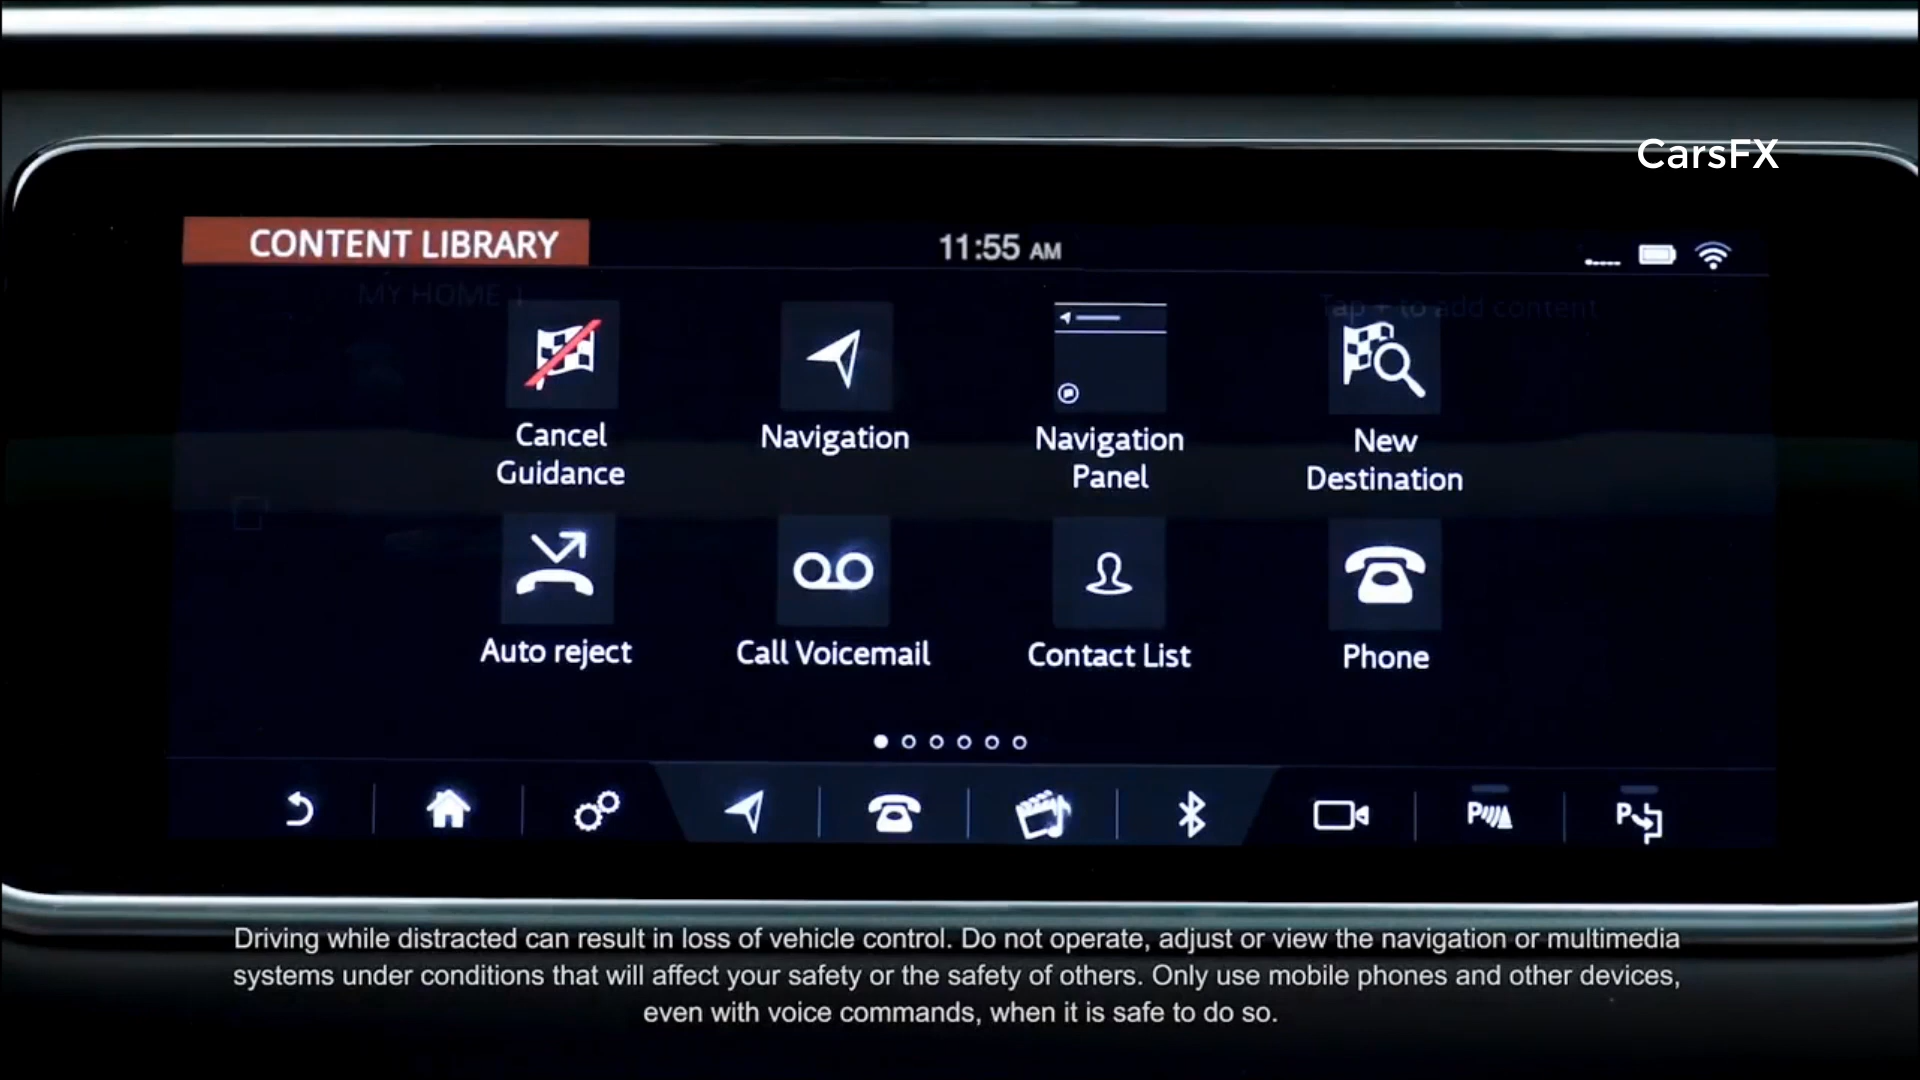 CarsFX
CONTENT LIBRARY
11:55 AM
MY HOME 1
Tap + to add content
Cancel
Guidance
Navigation
Navigation
Panel
New
Destination
Auto reject
Call Voicemail
Contact List
Phone
P
P
Driving while distracted can result in loss of vehicle control. Do not operate, adjust or view the navigation or multimedia
systems under conditions that will affect your safety or the safety of others. Only use mobile phones and other devices,
even with voice commands, when it is safe to do so.